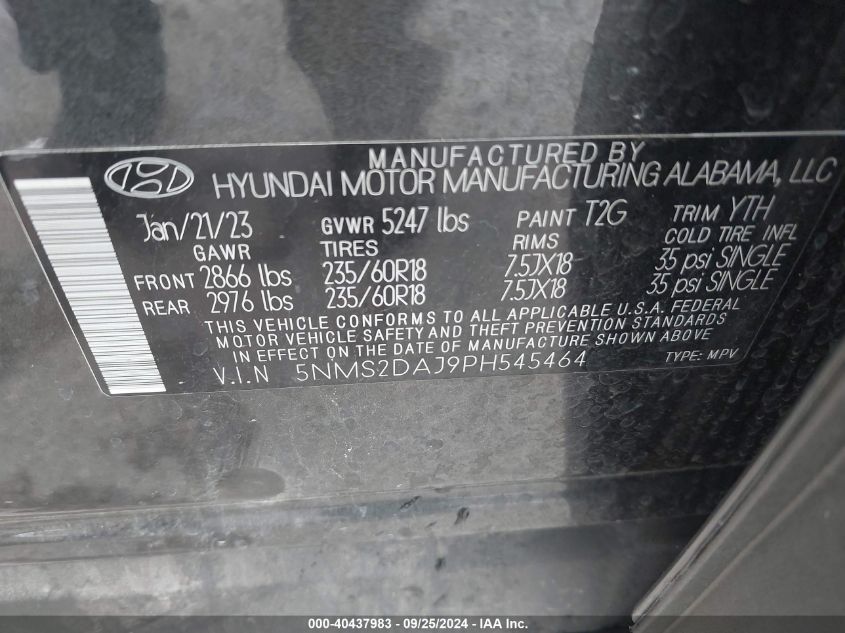 MANUFACTURED BY
HYUNDAI MOTOR MANUFACTURING ALABAMA, LLC
Jan/21/23 GVWR 5247 lbs PAINT T2G TRIM YTH
GAWR TIRES RIMS COLD TIRE INFL
FRONT 2866 lbs 235/60R18 7.5JX18 35 psi SINGLE
REAR 2976 lbs 235/60R18 7.5JX18 35 psi SINGLE
THIS VEHICLE CONFORMS TO ALL APPLICABLE U.S.A. FEDERAL
MOTOR VEHICLE SAFETY AND THEFT PREVENTION STANDARDS
IN EFFECT ON THE DATE OF MANUFACTURE SHOWN ABOVE.
V.I.N 5NMS2DAJ9PH545464 TYPE: MPV
000-40437983 - 09/25/2024 - IAA Inc.